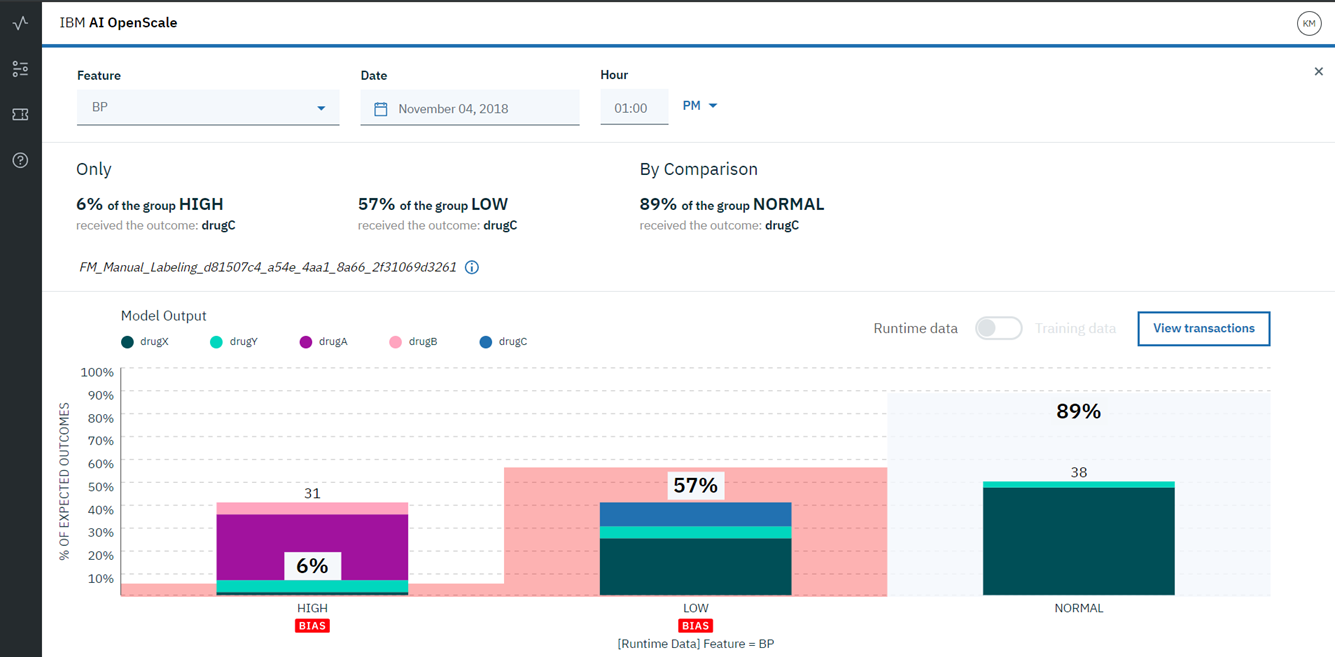 IBM AI OpenScale
KM
Feature
Date
Hour
BP
November 04, 2018
01:00
PM
Only
By Comparison
6% of the group HIGH
57% of the group LOW
89% of the group NORMAL
received the outcome: drugC
received the outcome: drugC
received the outcome: drugC
FM_Manual_Labeling_d81507c4_a54e_4aa1_8a66_2f31069d3261
Model Output
Runtime data
Training data
View transactions
drugX
drugY
drugA
drugB
drugC
% OF EXPECTED OUTCOMES
100%
90%
80%
70%
60%
50%
40%
30%
20%
10%
31
6%
57%
89%
38
HIGH
LOW
NORMAL
BIAS
BIAS
[Runtime Data] Feature = BP